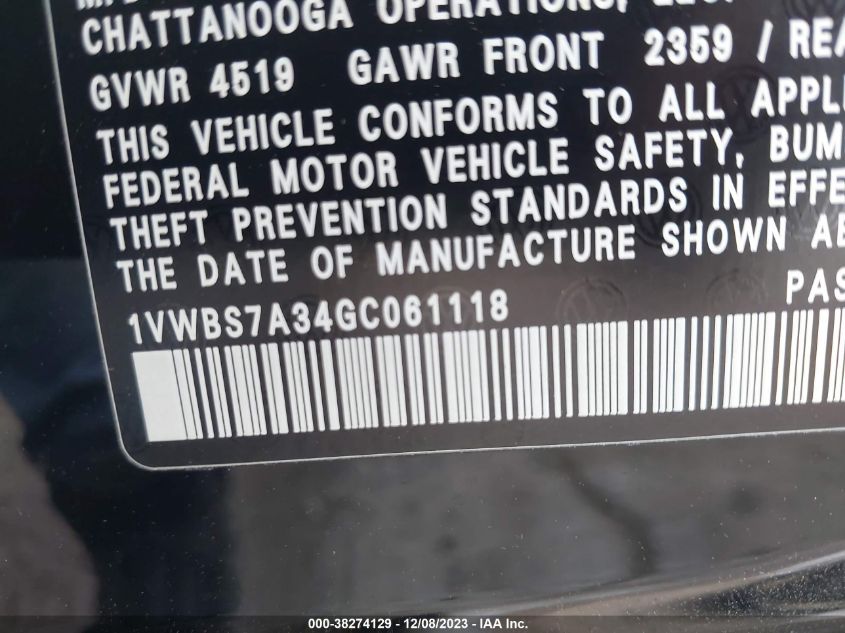 CHATTANOOGA OPERATIONS, LLC.
GVWR 4519 GAWR FRONT 2359 / REA
THIS VEHICLE CONFORMS TO ALL APPLI
FEDERAL MOTOR VEHICLE SAFETY, BUM
THEFT PREVENTION STANDARDS IN EFFE
THE DATE OF MANUFACTURE SHOWN AB
1VWBS7A34GC061118 PAS
000-38274129 - 12/08/2023 - IAA Inc.